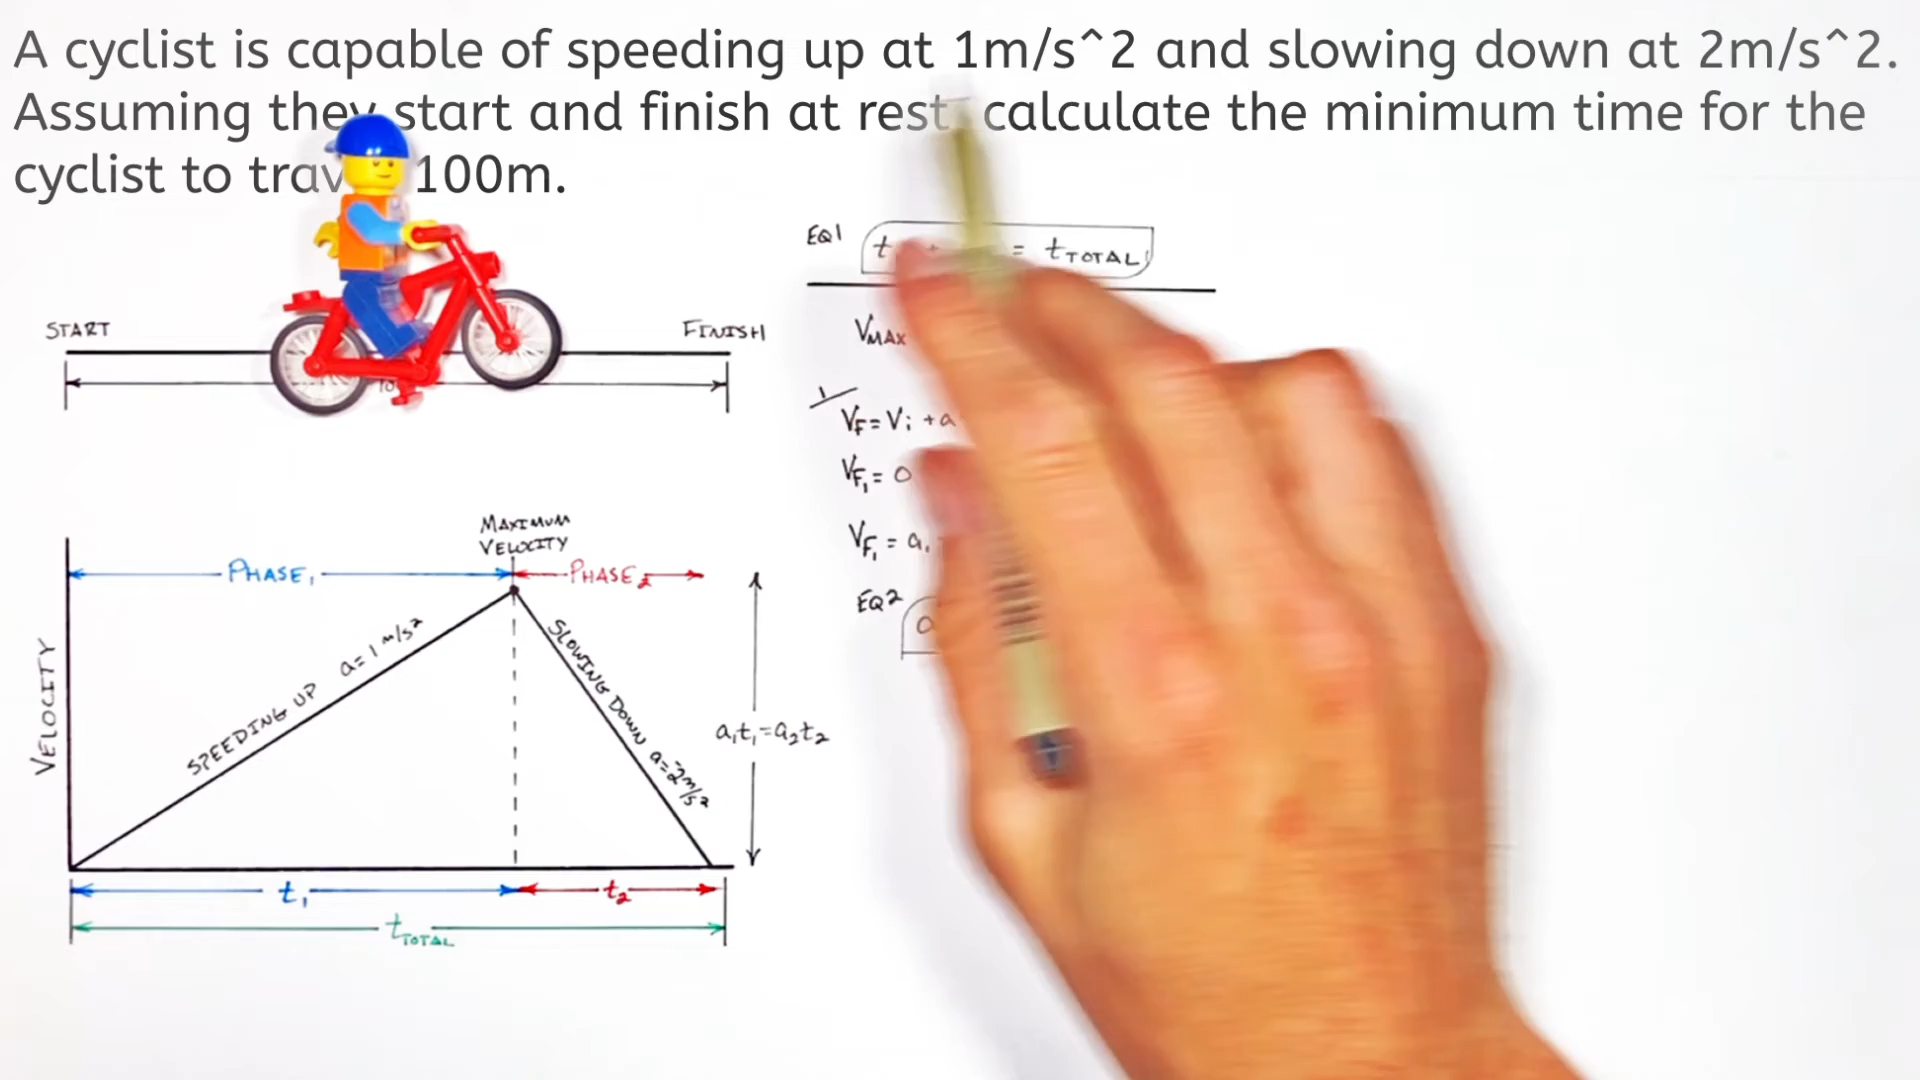 A cyclist is capable of speeding up at 1m/s^2 and slowing down at 2m/s^2.
Assuming they start and finish at rest calculate the minimum time for the
cyclist to trav 100m.
EQ1 t = tTOTAL
START
FINISH
VMAX
1
VF = Vi + a
VF1 = 0
VF1 = a1
EQ2 a
MAXIMUM
VELOCITY
PHASE1
PHASE2
VELOCITY
SPEEDING UP a = 1 m/s²
SLOWING DOWN a = -2 m/s²
a1t1 = a2t2
t1
t2
tTOTAL